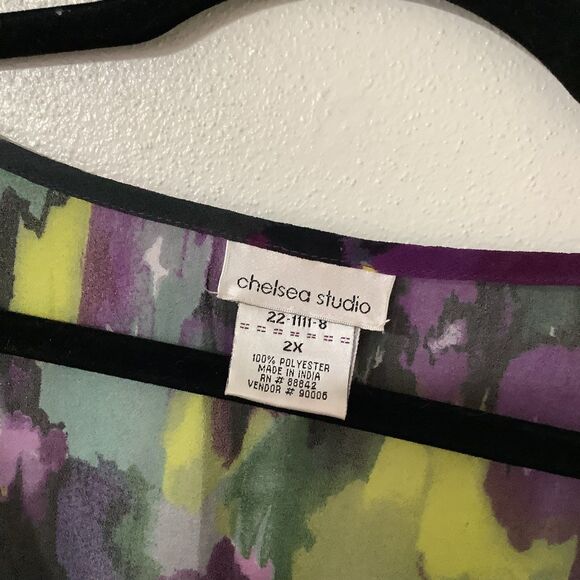 chelsea studio
22-1111-8
2X
100% POLYESTER
MADE IN INDIA
RN # 88842
VENDOR # 90006